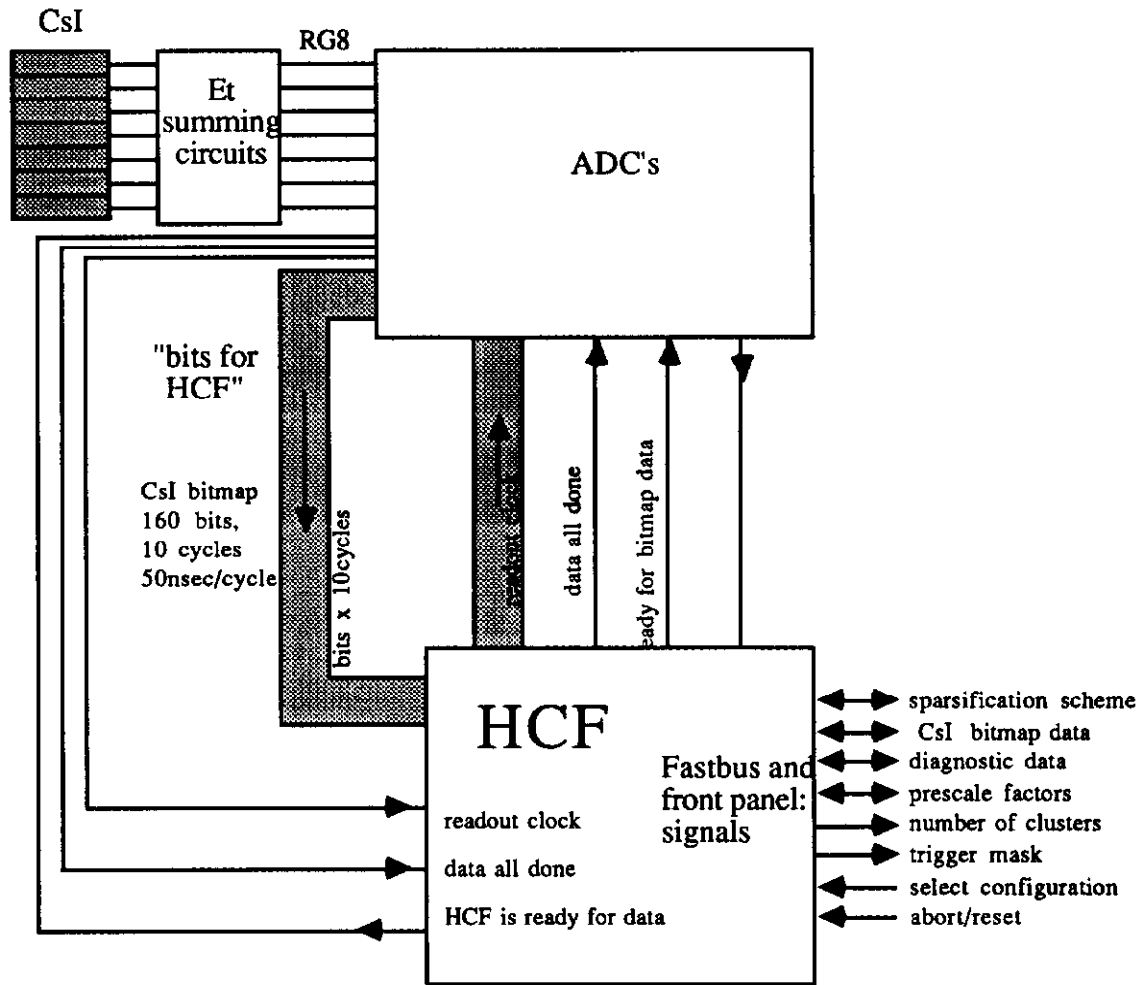 CsI
RG8
Et
summing
circuits
ADC's
"bits for
HCF"
CsI bitmap
160 bits,
10 cycles
50nsec/cycle
bits x 10cycles
readout clock
data all done
eady for bitmap data
HCF
Fastbus and
front panel:
signals
readout clock
data all done
HCF is ready for data
sparsification scheme
CsI bitmap data
diagnostic data
prescale factors
number of clusters
trigger mask
select configuration
abort/reset